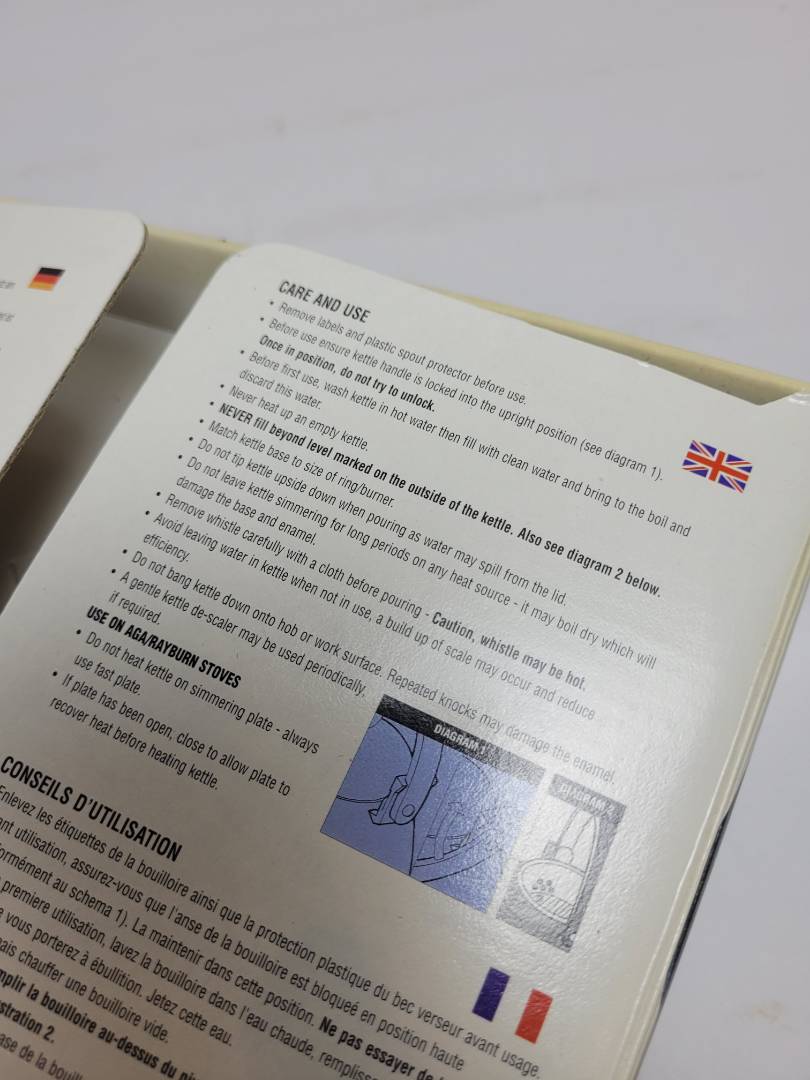 CARE AND USE
• Remove labels and plastic spout protector before use.
• Before use ensure kettle handle is locked into the upright position (see diagram 1).
Once in position, do not try to unlock.
• Before first use, wash kettle in hot water then fill with clean water and bring to the boil and
discard this water.
• Never heat up an empty kettle.
• NEVER fill beyond level marked on the outside of the kettle. Also see diagram 2 below.
• Match kettle base to size of ring/burner.
• Do not tip kettle upside down when pouring as water may spill from the lid.
• Do not leave kettle simmering for long periods on any heat source - it may boil dry which will
damage the base and enamel.
• Remove whistle carefully with a cloth before pouring - Caution, whistle may be hot.
• Avoid leaving water in kettle when not in use, a build up of scale may occur and reduce
efficiency.
• Do not bang kettle down onto hob or work surface. Repeated knocks may damage the enamel.
• A gentle kettle de-scaler may be used periodically,
if required.
USE ON AGA/RAYBURN STOVES
• Do not heat kettle on simmering plate - always
use fast plate.
• If plate has been open, close to allow plate to
recover heat before heating kettle.
DIAGRAM 1
DIAGRAM 2
CONSEILS D'UTILISATION
Enlevez les étiquettes de la bouilloire ainsi que la protection plastique du bec verseur avant usage.
utilisation, assurez-vous que l'anse de la bouilloire est bloqueé en position haute
au schema 1). La maintenir dans cette position. Ne pas essayer de
premiere utilisation, lavez la bouilloire dans l'eau chaude,
vous porterez à ébullition. Jetez cette eau.
chauffer une bouilloire vide.
la bouilloire au-dessus du
2.
de la